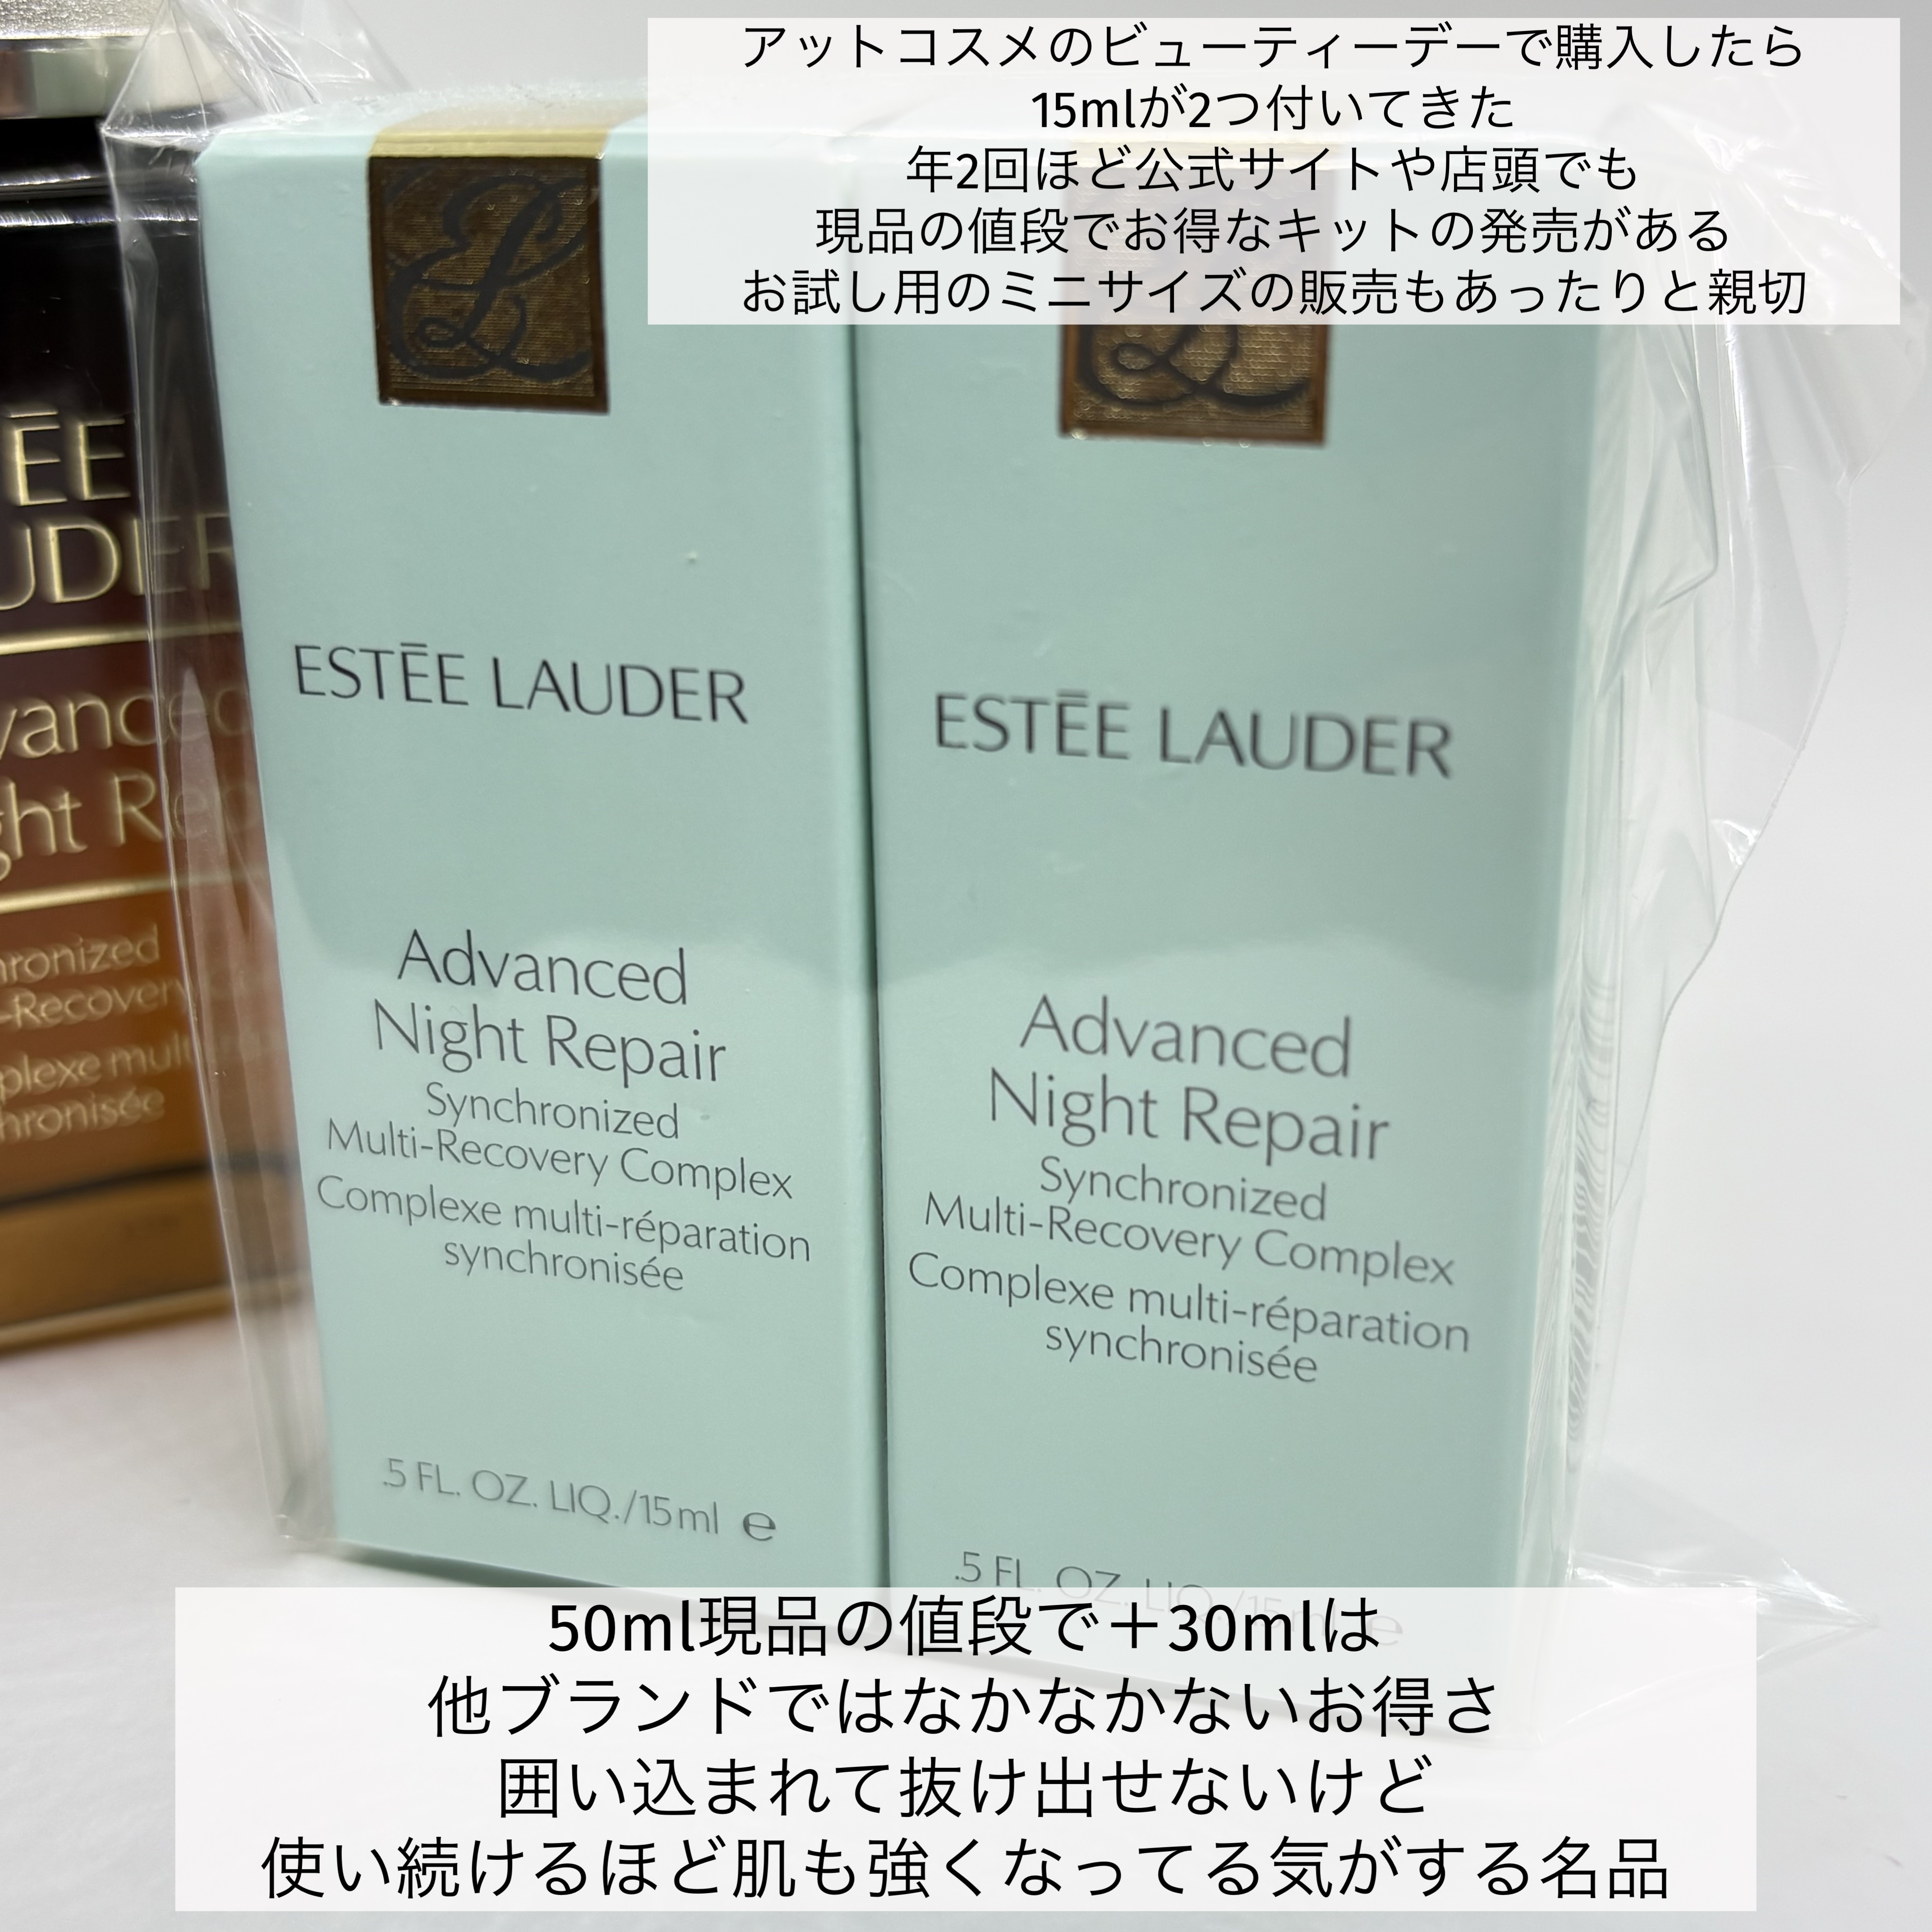 アットコスメのビューティーデーで購入したら
15mlが2つ付いてきた
年2回ほど公式サイトや店頭でも
現品の値段でお得なキットの発売がある
お試し用のミニサイズの販売もあったりと親切
ESTĒE LAUDER
Advanced
Night Repair
Synchronized
Multi-Recovery Complex
Complexe multi-réparation
synchronisée
.5 FL. OZ. LIQ./15ml ℮
ESTĒE LAUDER
Advanced
Night Repair
Synchronized
Multi-Recovery Complex
Complexe multi-réparation
synchronisée
.5 FL. OZ. LIQ./15ml ℮
50ml現品の値段で＋30mlは
他ブランドではなかなかないお得さ
囲い込まれて抜け出せないけど
使い続けるほど肌も強くなってる気がする名品